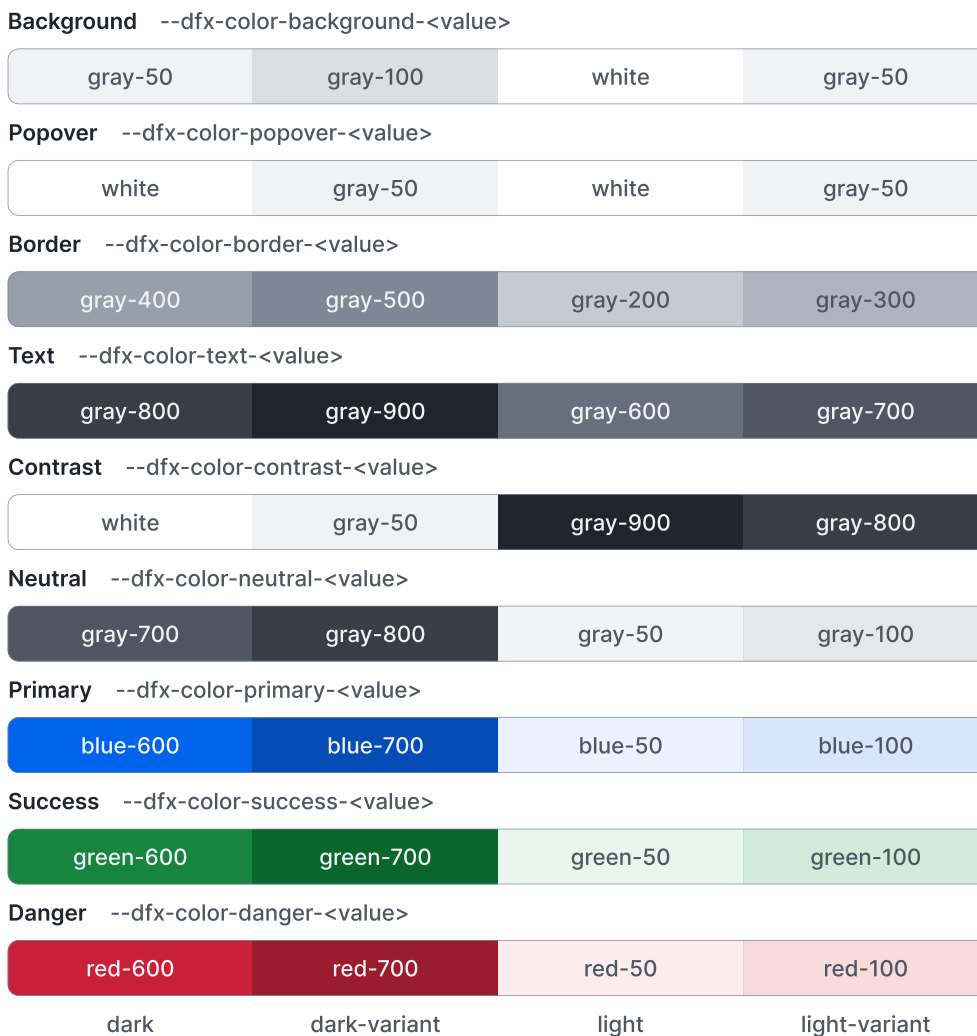 Background --dfx-color-background-<value>
gray-50 gray-100 white gray-50
Popover --dfx-color-popover-<value>
white gray-50 white gray-50
Border --dfx-color-border-<value>
gray-400 gray-500 gray-200 gray-300
Text --dfx-color-text-<value>
gray-800 gray-900 gray-600 gray-700
Contrast --dfx-color-contrast-<value>
white gray-50 gray-900 gray-800
Neutral --dfx-color-neutral-<value>
gray-700 gray-800 gray-50 gray-100
Primary --dfx-color-primary-<value>
blue-600 blue-700 blue-50 blue-100
Success --dfx-color-success-<value>
green-600 green-700 green-50 green-100
Danger --dfx-color-danger-<value>
red-600 red-700 red-50 red-100
dark dark-variant light light-variant